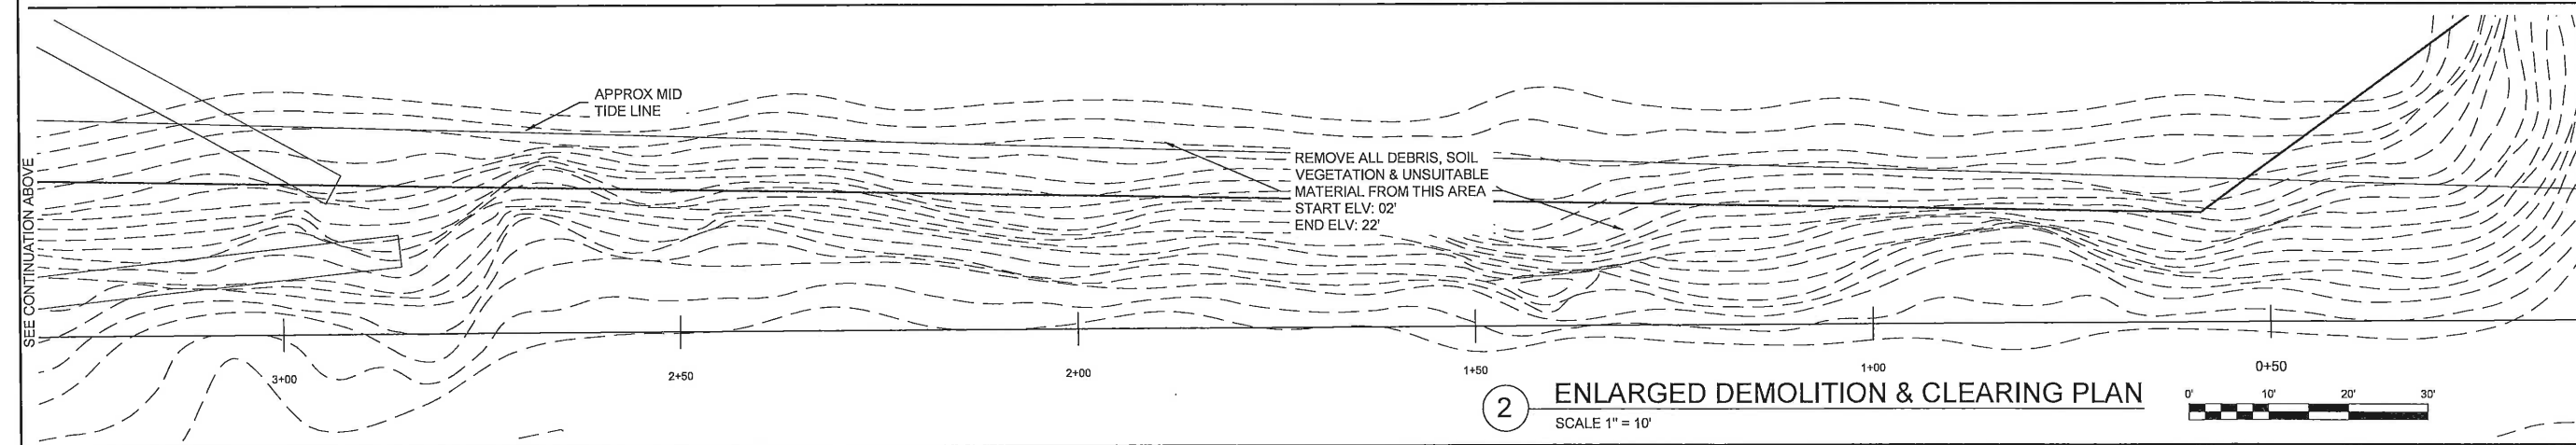 APPROX MID
TIDE LINE
REMOVE ALL DEBRIS, SOIL
VEGETATION & UNSUITABLE
MATERIAL FROM THIS AREA
START ELV: 02'
END ELV: 22'
SEE CONTINUATION ABOVE
3+00
2+50
2+00
1+50
1+00
0+50
2
ENLARGED DEMOLITION & CLEARING PLAN
SCALE 1" = 10'
0' 10' 20' 30'